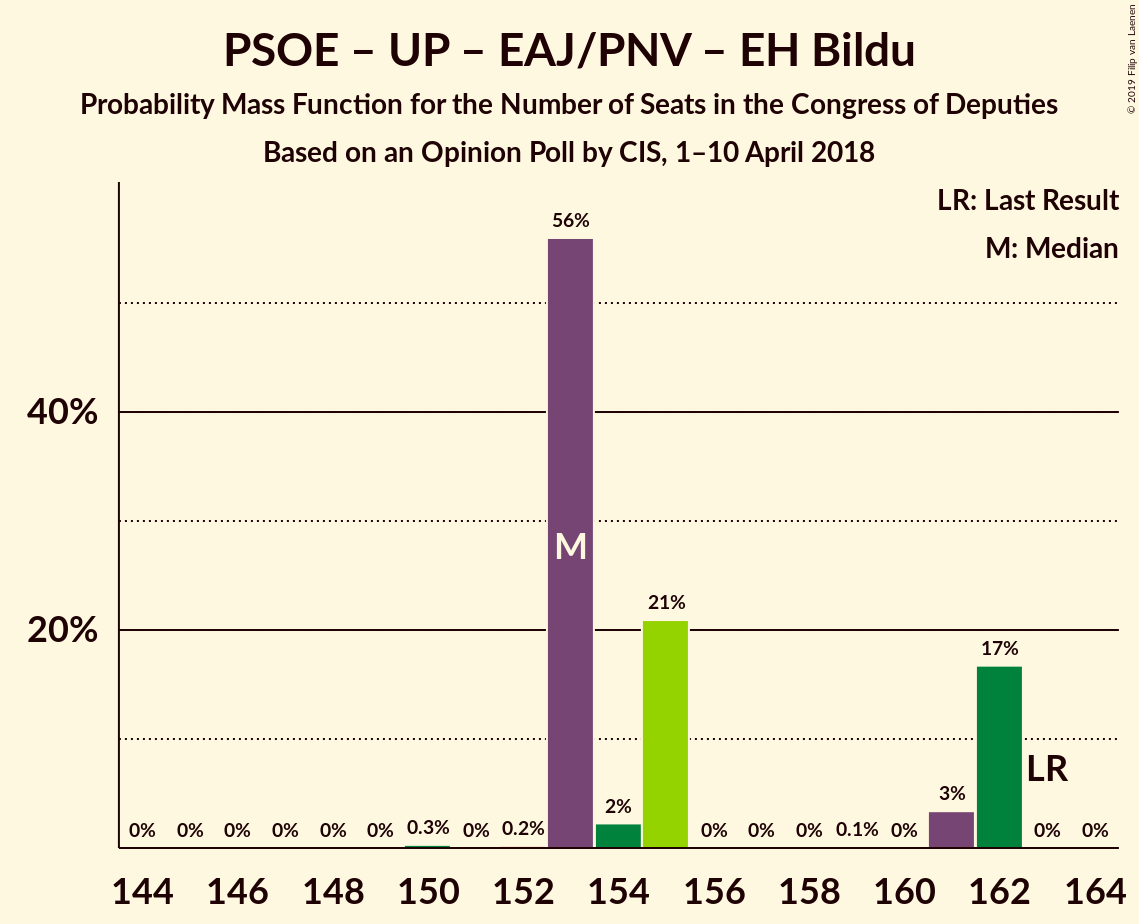 PSOE – UP – EAJ/PNV – EH Bildu
Probability Mass Function for the Number of Seats in the Congress of Deputies
Based on an Opinion Poll by CIS, 1–10 April 2018
© 2019 Filip van Laenen
LR: Last Result
M: Median
56%
40%
M
21%
20%
17%
LR
3%
2%
0% 0% 0% 0% 0% 0% 0.3% 0% 0.2% 0% 0% 0% 0.1% 0% 0% 0%
144 146 148 150 152 154 156 158 160 162 164